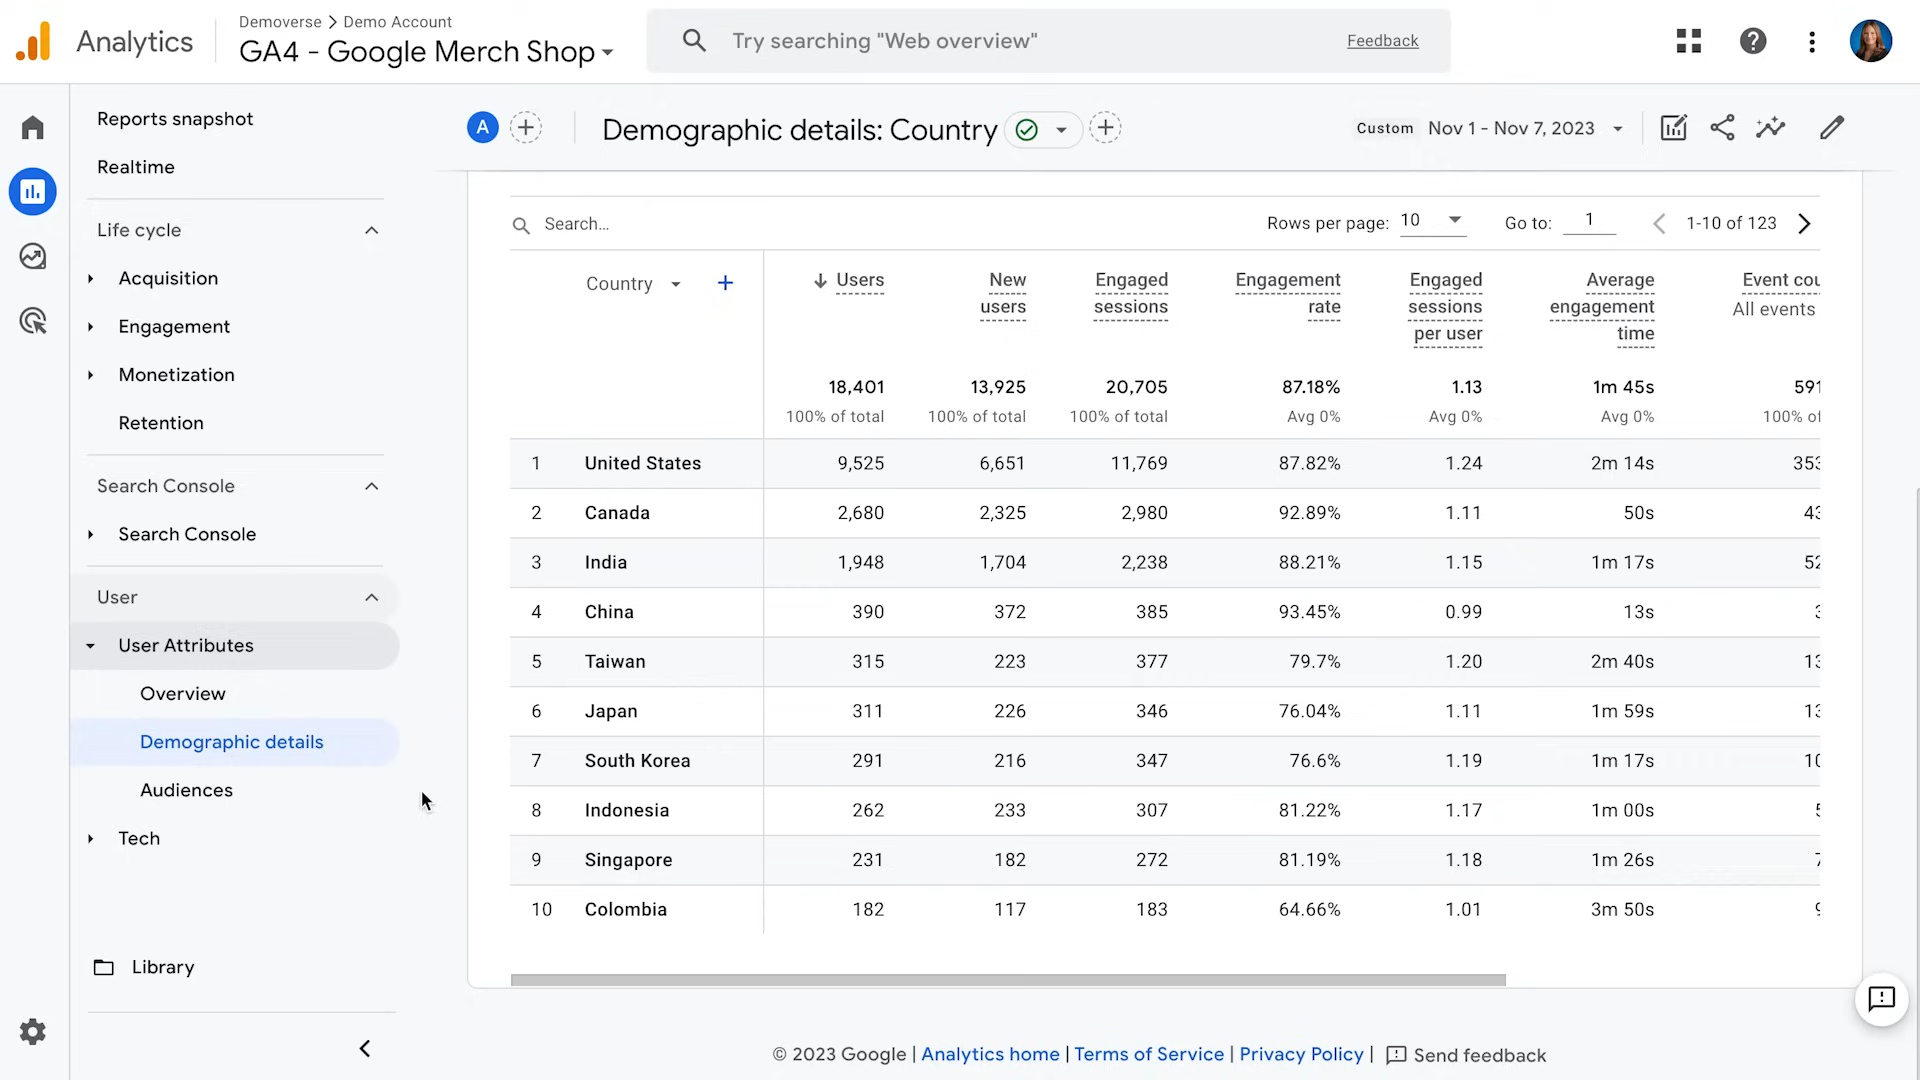 Analytics
Demoverse > Demo Account
GA4 - Google Merch Shop
Try searching "Web overview"
Feedback
Reports snapshot
Realtime
Life cycle
Acquisition
Engagement
Monetization
Retention
Search Console
Search Console
User
User Attributes
Overview
Demographic details
Audiences
Tech
Library
A
Demographic details: Country
Custom Nov 1 - Nov 7, 2023
Search...
Rows per page: 10
Go to: 1
1-10 of 123
Country
Users
New users
Engaged sessions
Engagement rate
Engaged sessions per user
Average engagement time
Event cou
All events
18,401 13,925 20,705 87.18% 1.13 1m 45s 591
100% of total 100% of total 100% of total Avg 0% Avg 0% Avg 0% 100% of
1 United States 9,525 6,651 11,769 87.82% 1.24 2m 14s 353
2 Canada 2,680 2,325 2,980 92.89% 1.11 50s 43
3 India 1,948 1,704 2,238 88.21% 1.15 1m 17s 52
4 China 390 372 385 93.45% 0.99 13s
5 Taiwan 315 223 377 79.7% 1.20 2m 40s 13
6 Japan 311 226 346 76.04% 1.11 1m 59s 13
7 South Korea 291 216 347 76.6% 1.19 1m 17s 10
8 Indonesia 262 233 307 81.22% 1.17 1m 00s
9 Singapore 231 182 272 81.19% 1.18 1m 26s
10 Colombia 182 117 183 64.66% 1.01 3m 50s
© 2023 Google | Analytics home | Terms of Service | Privacy Policy | Send feedback